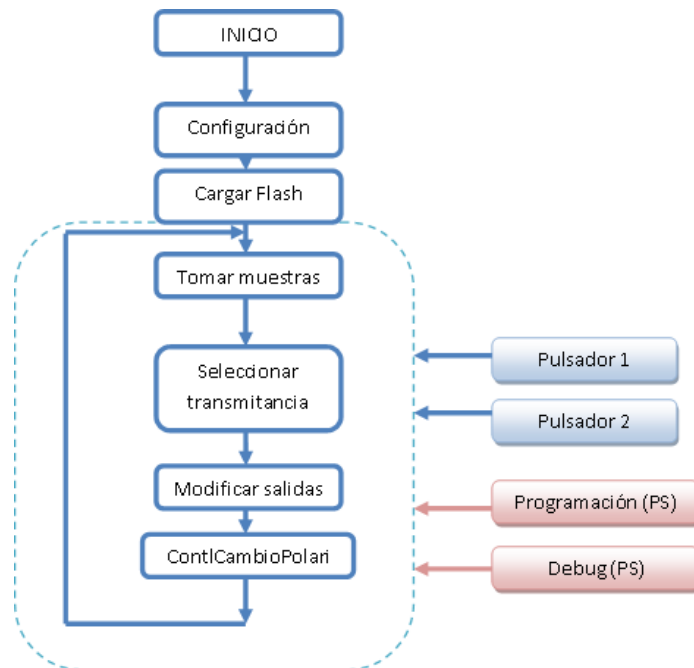 INICIO
Configuración
Cargar Flash
Tomar muestras
Seleccionar
transmitancia
Modificar salidas
ContlCambioPolari
Pulsador 1
Pulsador 2
Programación (PS)
Debug (PS)